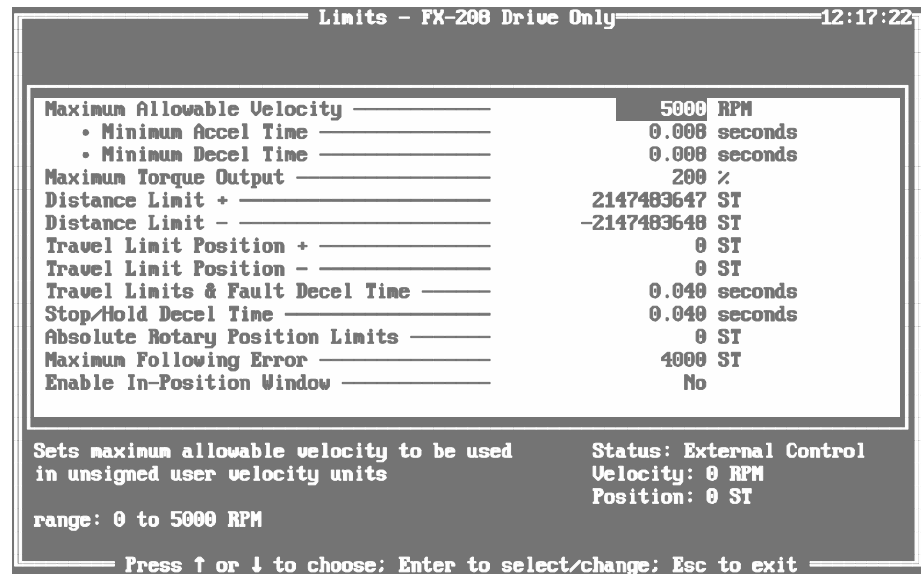 Limits - FX-208 Drive Only 12:17:22
Maximum Allowable Velocity 5000 RPM
• Minimum Accel Time 0.008 seconds
• Minimum Decel Time 0.008 seconds
Maximum Torque Output 200 %
Distance Limit + 2147483647 ST
Distance Limit - -2147483648 ST
Travel Limit Position + 0 ST
Travel Limit Position - 0 ST
Travel Limits & Fault Decel Time 0.040 seconds
Stop/Hold Decel Time 0.040 seconds
Absolute Rotary Position Limits 0 ST
Maximum Following Error 4000 ST
Enable In-Position Window No
Sets maximum allowable velocity to be used
in unsigned user velocity units
range: 0 to 5000 RPM
Status: External Control
Velocity: 0 RPM
Position: 0 ST
Press ↑ or ↓ to choose; Enter to select/change; Esc to exit